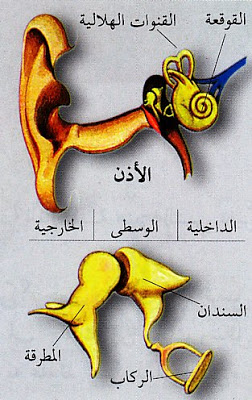 القوقعة
القنوات الهلالية
الأذن
الداخلية
الوسطى
الخارجية
السندان
المطرقة
الركاب